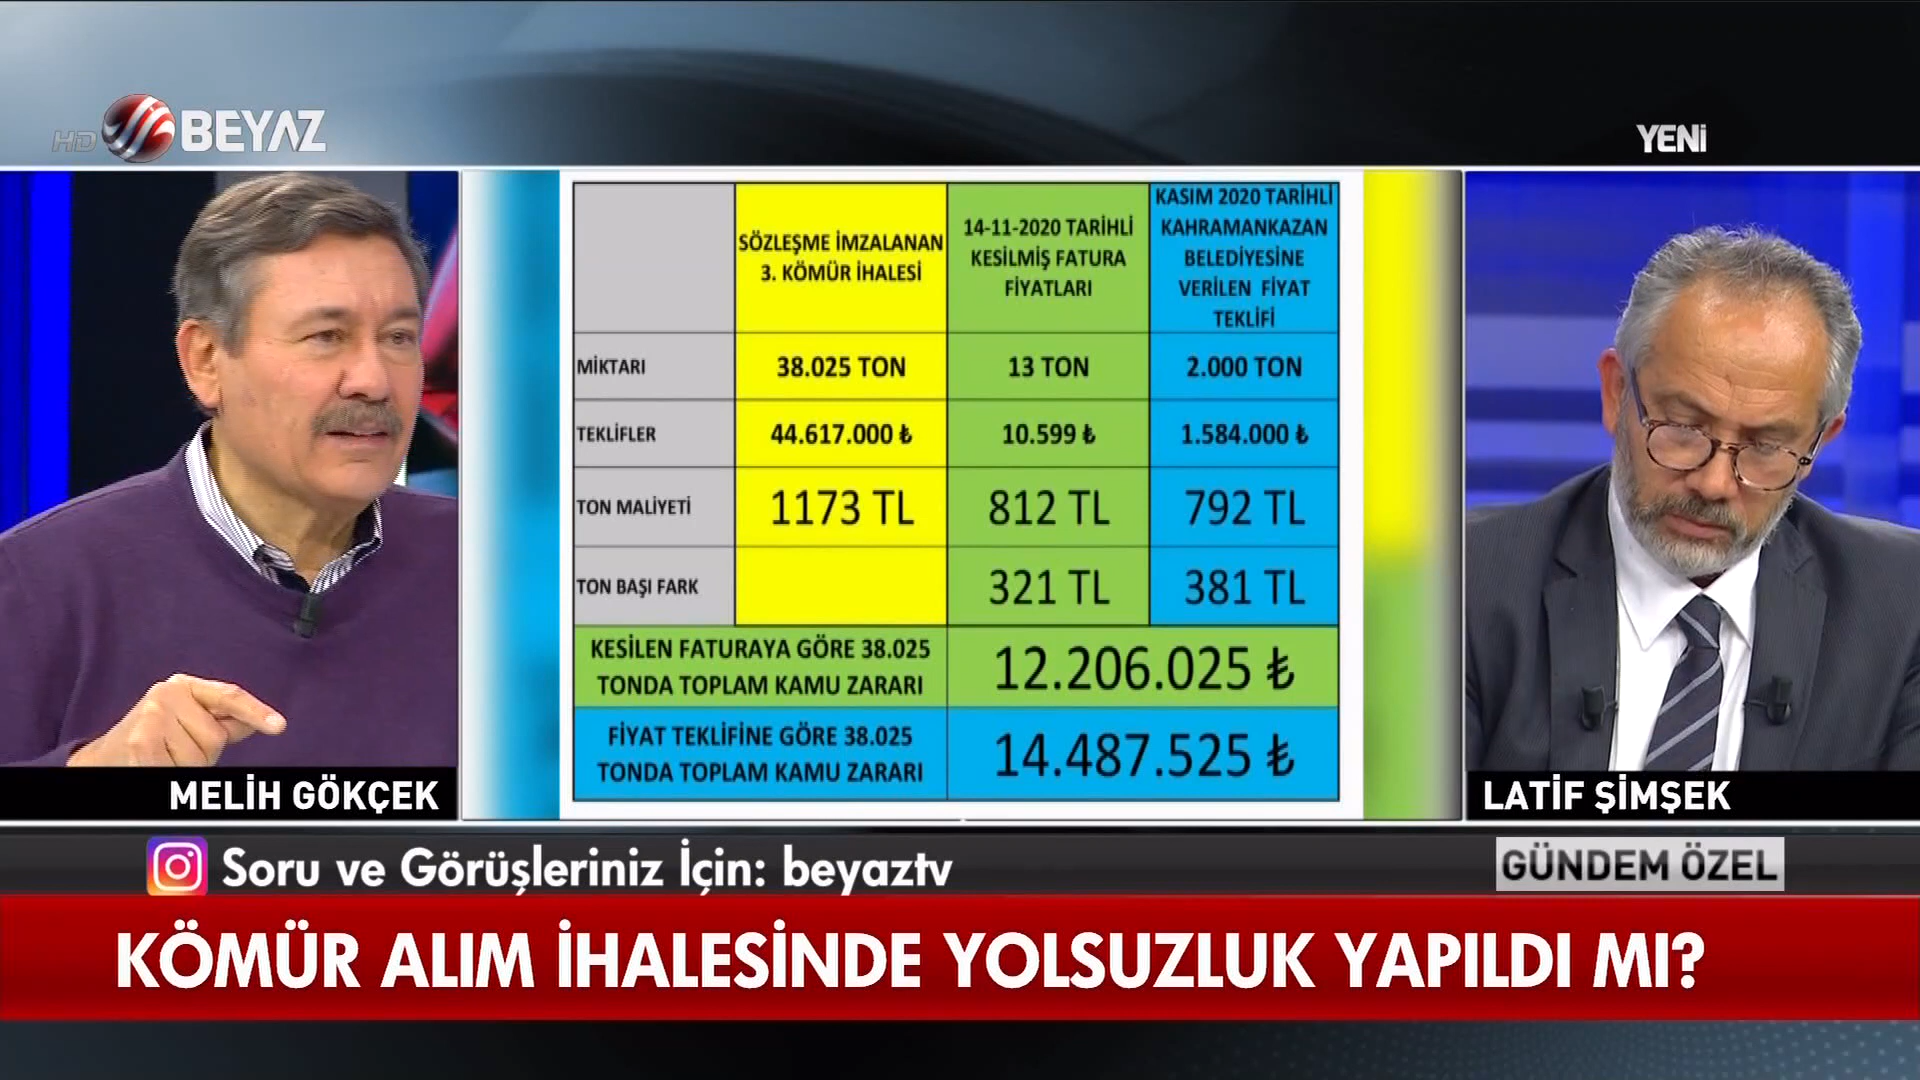 HD BEYAZ
YENİ
SÖZLEŞME İMZALANAN
3. KÖMÜR İHALESİ
14-11-2020 TARİHLİ
KESİLMİŞ FATURA
FİYATLARI
KASIM 2020 TARİHLİ
KAHRAMANKAZAN
BELEDİYESİNE
VERİLEN FİYAT
TEKLİFİ
MİKTARI 38.025 TON 13 TON 2.000 TON
TEKLİFLER 44.617.000 ₺ 10.599 ₺ 1.584.000 ₺
TON MALİYETİ 1173 TL 812 TL 792 TL
TON BAŞI FARK 321 TL 381 TL
KESİLEN FATURAYA GÖRE 38.025
TONDA TOPLAM KAMU ZARARI
12.206.025 ₺
FİYAT TEKLİFİNE GÖRE 38.025
TONDA TOPLAM KAMU ZARARI
14.487.525 ₺
MELİH GÖKÇEK
LATİF ŞİMŞEK
Soru ve Görüşleriniz İçin: beyaztv
GÜNDEM ÖZEL
KÖMÜR ALIM İHALESİNDE YOLSUZLUK YAPILDI MI?